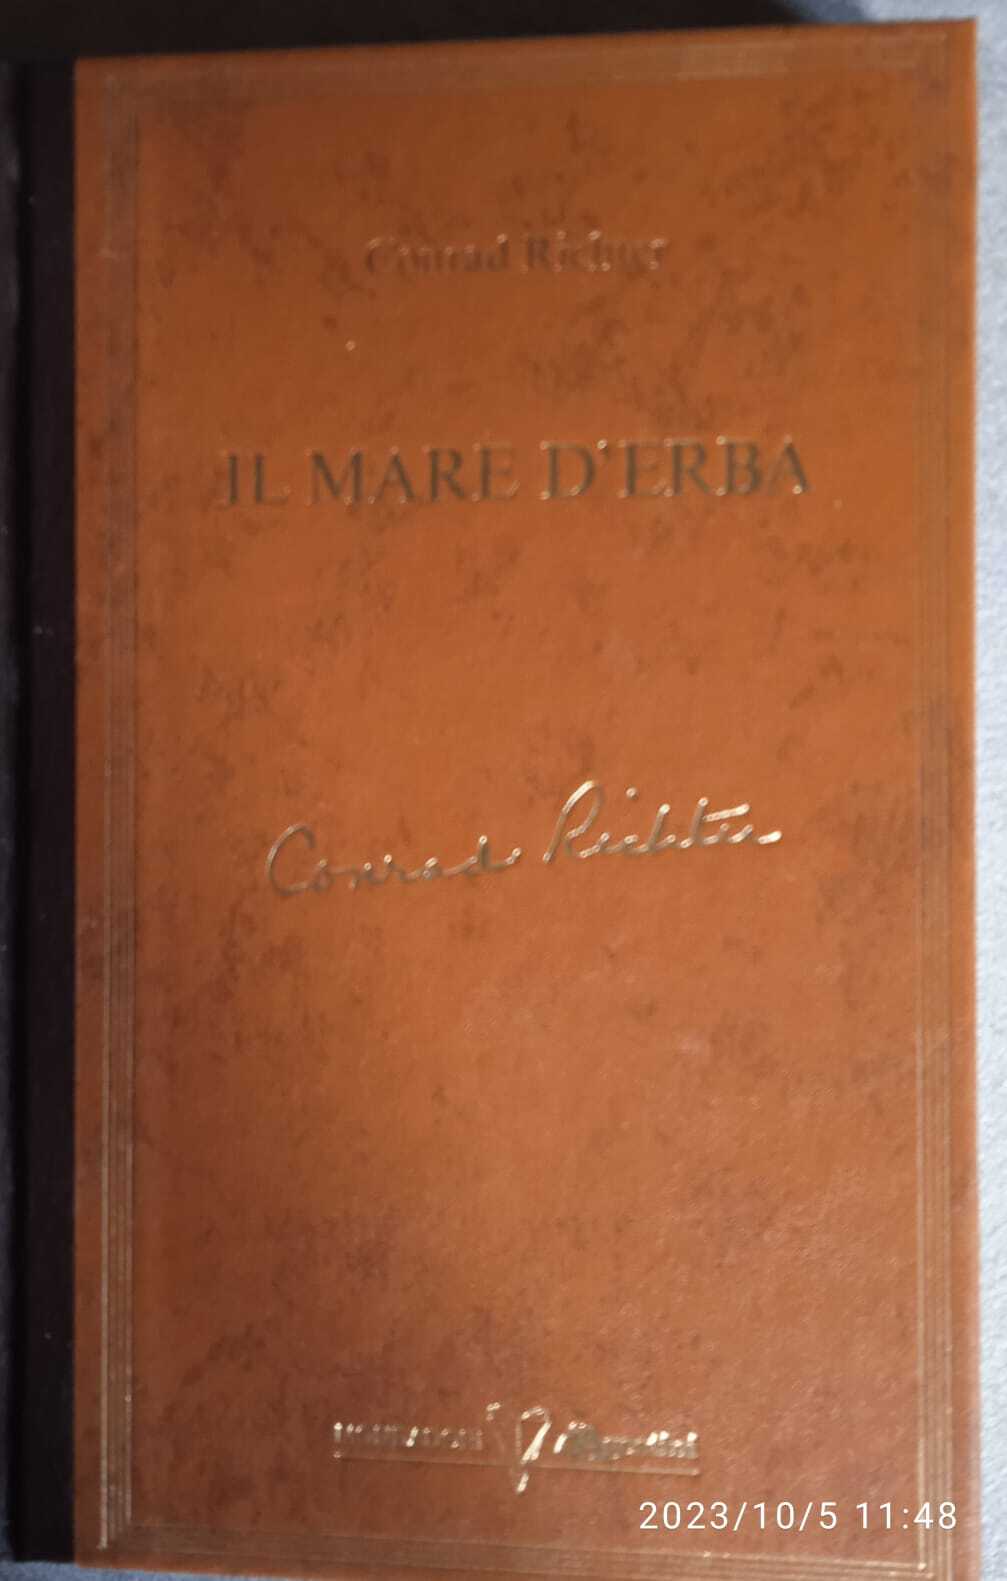 Conrad Richter
IL MARE D'ERBA
Conrad Richter
2023/10/5 11:48